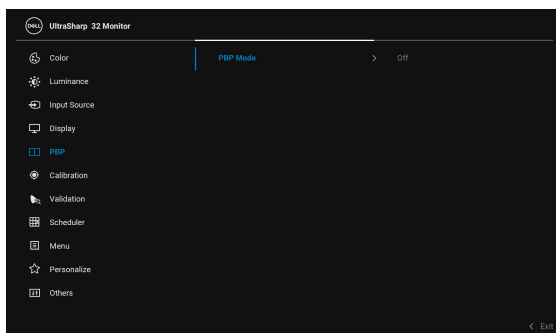 DELL UltraSharp 32 Monitor
Color
PBP Mode Off
Luminance
Input Source
Display
PBP
Calibration
Validation
Scheduler
Menu
Personalize
Others
Exit